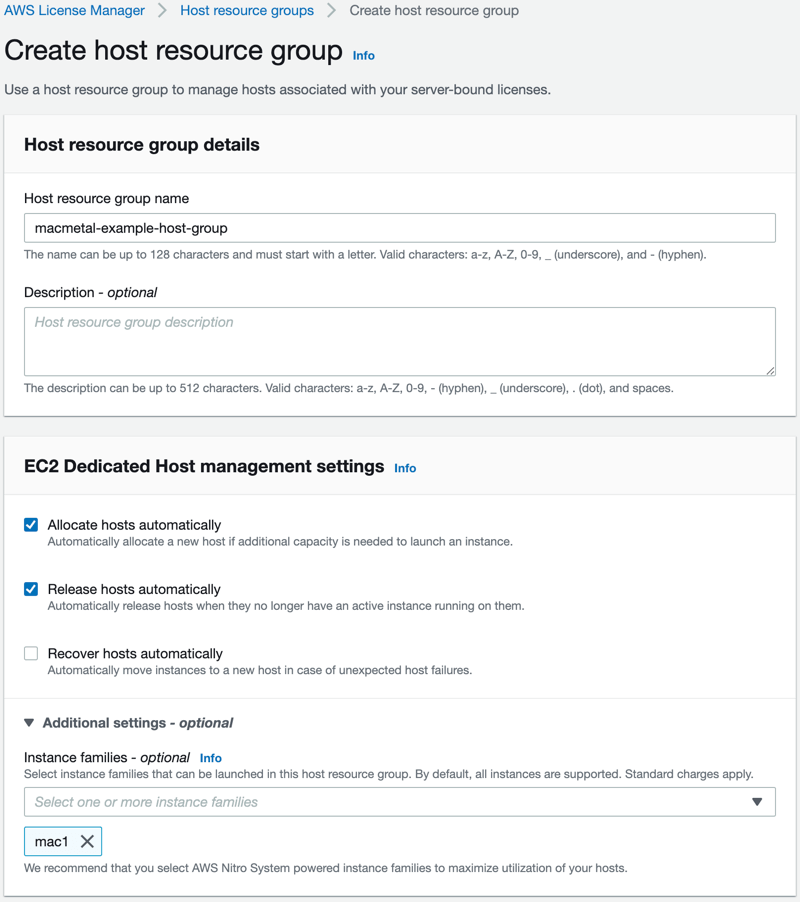 AWS License Manager > Host resource groups > Create host resource group
Create host resource group Info
Use a host resource group to manage hosts associated with your server-bound licenses.
Host resource group details
Host resource group name
macmetal-example-host-group
The name can be up to 128 characters and must start with a letter. Valid characters: a-z, A-Z, 0-9, _ (underscore), and - (hyphen).
Description - optional
Host resource group description
The description can be up to 512 characters. Valid characters: a-z, A-Z, 0-9, - (hyphen), _ (underscore), . (dot), and spaces.
EC2 Dedicated Host management settings Info
Allocate hosts automatically
Automatically allocate a new host if additional capacity is needed to launch an instance.
Release hosts automatically
Automatically release hosts when they no longer have an active instance running on them.
Recover hosts automatically
Automatically move instances to a new host in case of unexpected host failures.
Additional settings - optional
Instance families - optional Info
Select instance families that can be launched in this host resource group. By default, all instances are supported. Standard charges apply.
Select one or more instance families
mac1
We recommend that you select AWS Nitro System powered instance families to maximize utilization of your hosts.